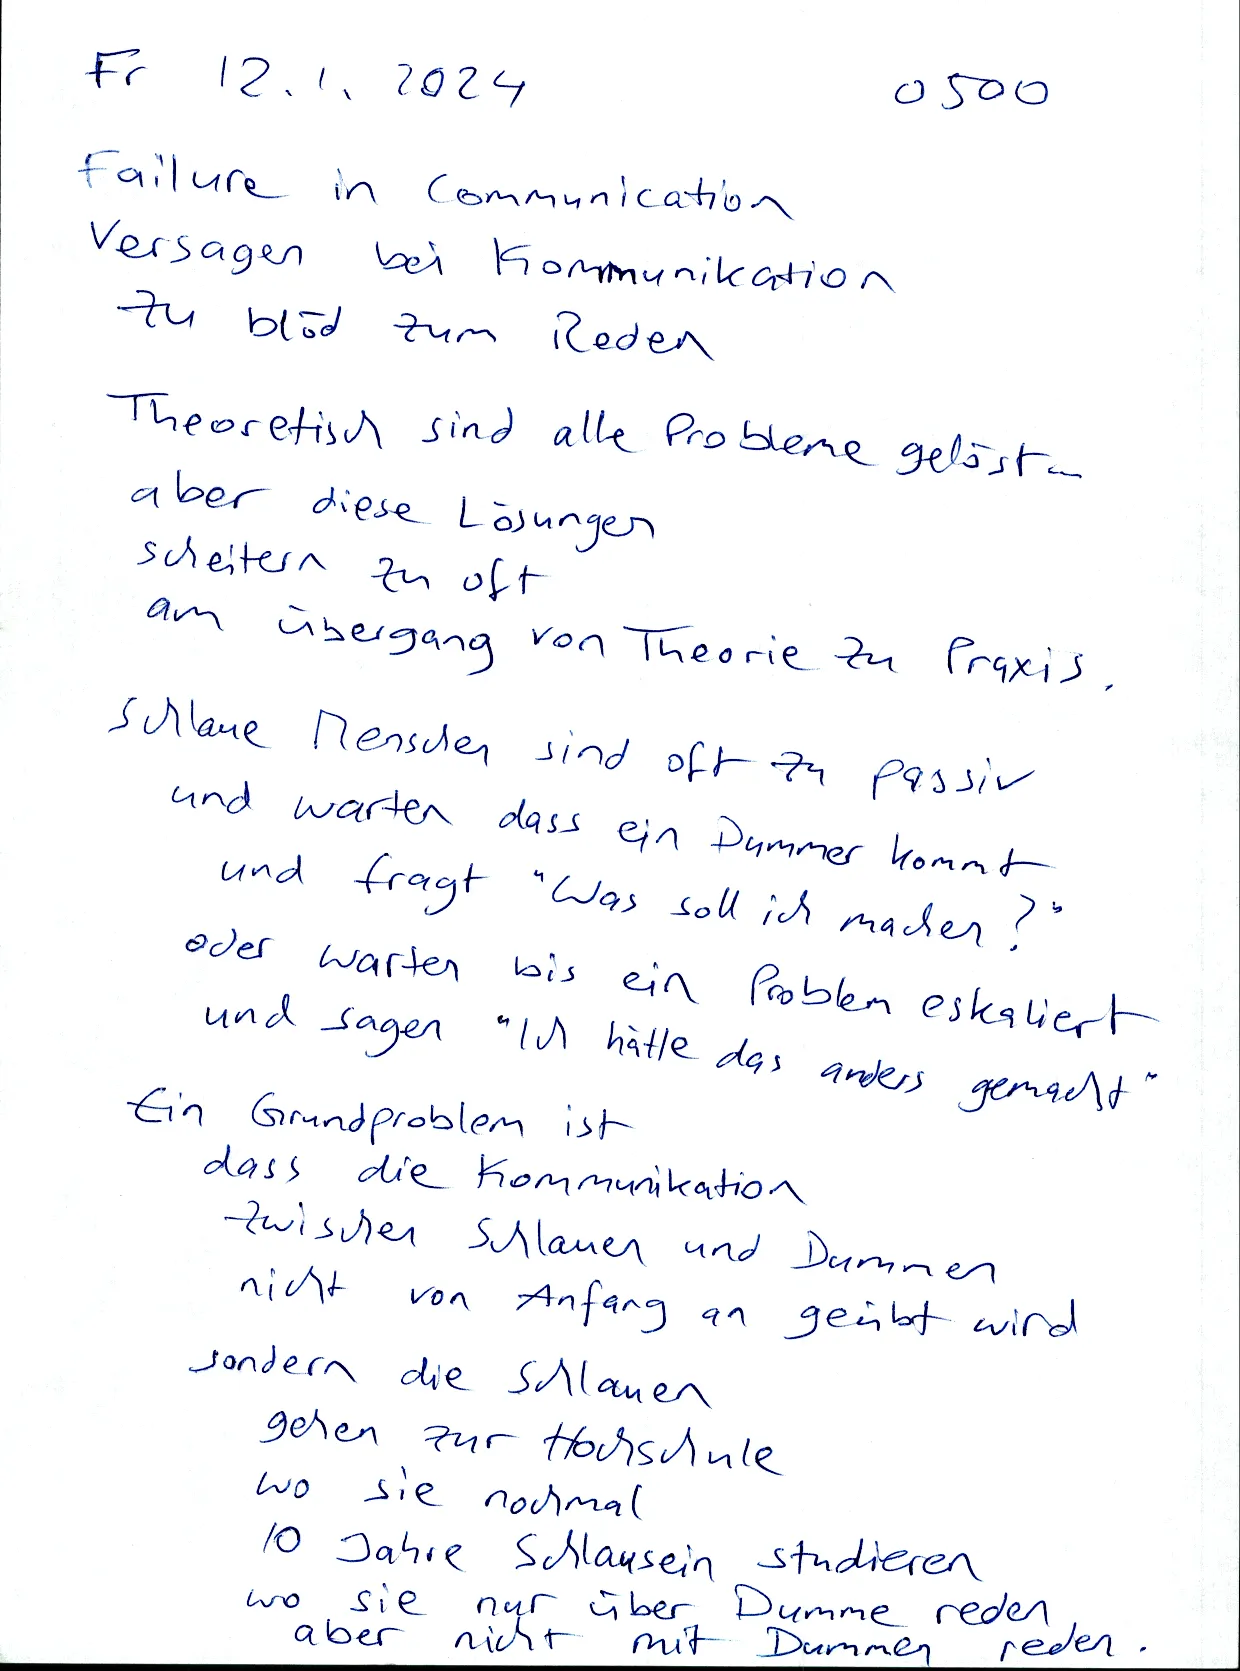 Fr 12.1.2024 0500
Failure in Communication
Versagen bei Kommunikation
zu blöd zum Reden
Theoretisch sind alle Probleme gelöst...
aber diese Lösungen
scheitern zu oft
am übergang von Theorie zu Praxis.
Schlaue Menschen sind oft zu passiv
und warten dass ein Dummer kommt
und fragt "Was soll ich machen?"
oder warten bis ein Problem eskaliert
und sagen "Ich hätte das anders gemacht"
Ein Grundproblem ist
dass die Kommunikation
zwischen Schlauen und Dummen
nicht von Anfang an geübt wird
sondern die Schlauen
gehen zur Hochschule
wo sie nochmal
10 Jahre Schlausein studieren
wo sie nur über Dumme reden,
aber nicht mit Dummen reden.